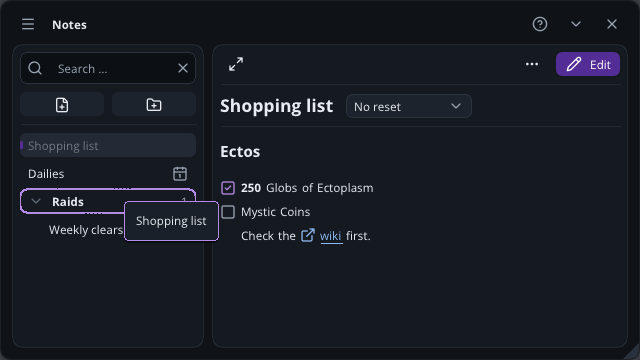 Notes
Search ...
Edit
Shopping list
No reset
Shopping list
Dailies
Raids
Weekly clears
Shopping list
Ectos
250 Globs of Ectoplasm
Mystic Coins
Check the wiki first.